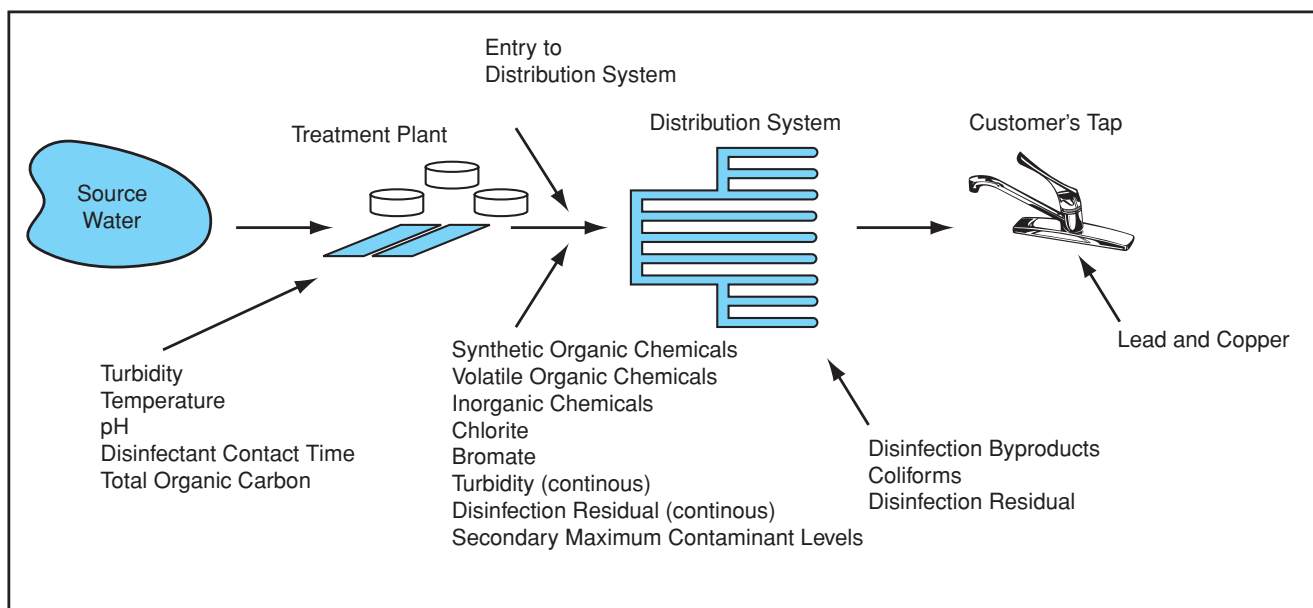 Entry to
Distribution System
Treatment Plant
Distribution System
Customer's Tap
Source
Water
Turbidity
Temperature
pH
Disinfectant Contact Time
Total Organic Carbon
Synthetic Organic Chemicals
Volatile Organic Chemicals
Inorganic Chemicals
Chlorite
Bromate
Turbidity (continous)
Disinfection Residual (continous)
Secondary Maximum Contaminant Levels
Disinfection Byproducts
Coliforms
Disinfection Residual
Lead and Copper